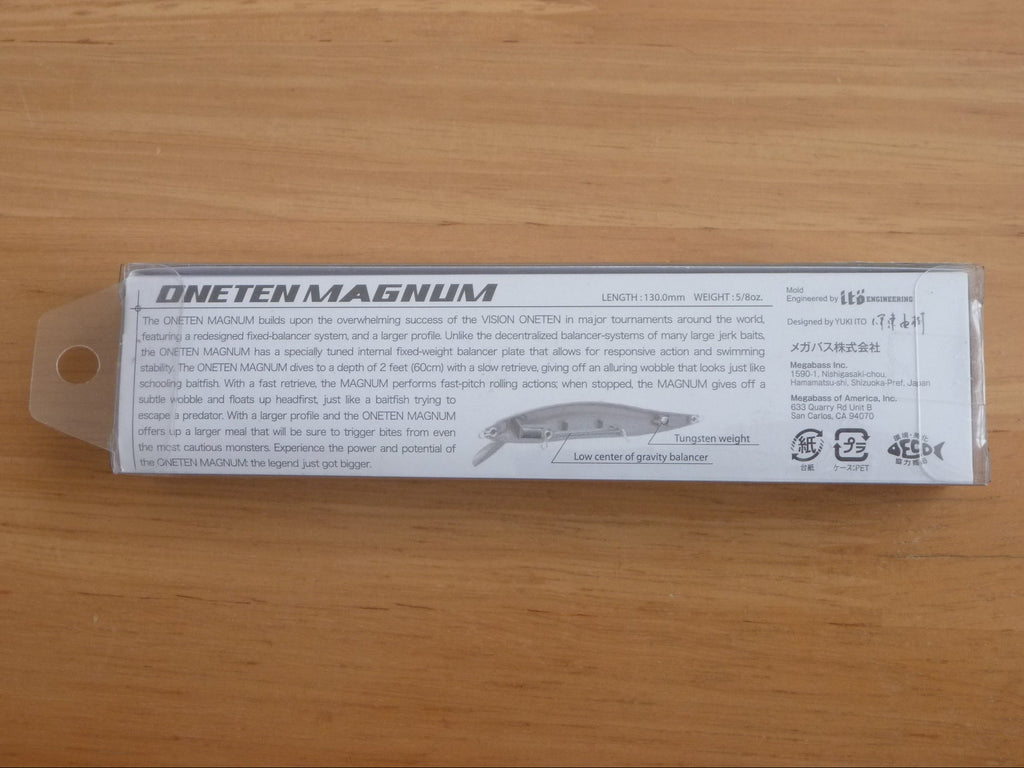 ONETEN MAGNUM
LENGTH : 130.0mm WEIGHT : 5/8oz.
The ONETEN MAGNUM builds upon the overwhelming success of the VISION ONETEN in major tournaments around the world,
featuring a redesigned fixed-balancer system, and a larger profile. Unlike the decentralized balancer-systems of many large jerk baits,
the ONETEN MAGNUM has a specially tuned internal fixed-weight balancer plate that allows for responsive action and swimming
stability. The ONETEN MAGNUM dives to a depth of 2 feet (60cm) with a slow retrieve, giving off an alluring wobble that looks just like
schooling baitfish. With a fast retrieve, the MAGNUM performs fast-pitch rolling actions; when stopped, the MAGNUM gives off a
subtle wobble and floats up headfirst, just like a baitfish trying to
escape a predator. With a larger profile and the ONETEN MAGNUM
offers up a larger meal that will be sure to trigger bites from even
the most cautious monsters. Experience the power and potential of
the ONETEN MAGNUM: the legend just got bigger.
Tungsten weight
Low center of gravity balancer
Mold
Engineered by itö ENGINEERING
Designed by YUKI ITO 伊東由樹
メガバス株式会社
Megabass Inc.
1590-1, Nishigasaki-chou,
Hamamatsu-shi, Shizuoka-Pref, Japan
Megabass of America, Inc.
633 Quarry Rd Unit B
San Carlos, CA 94070
紙
台紙
プラ
ケース:PET
環境・美化
ECO